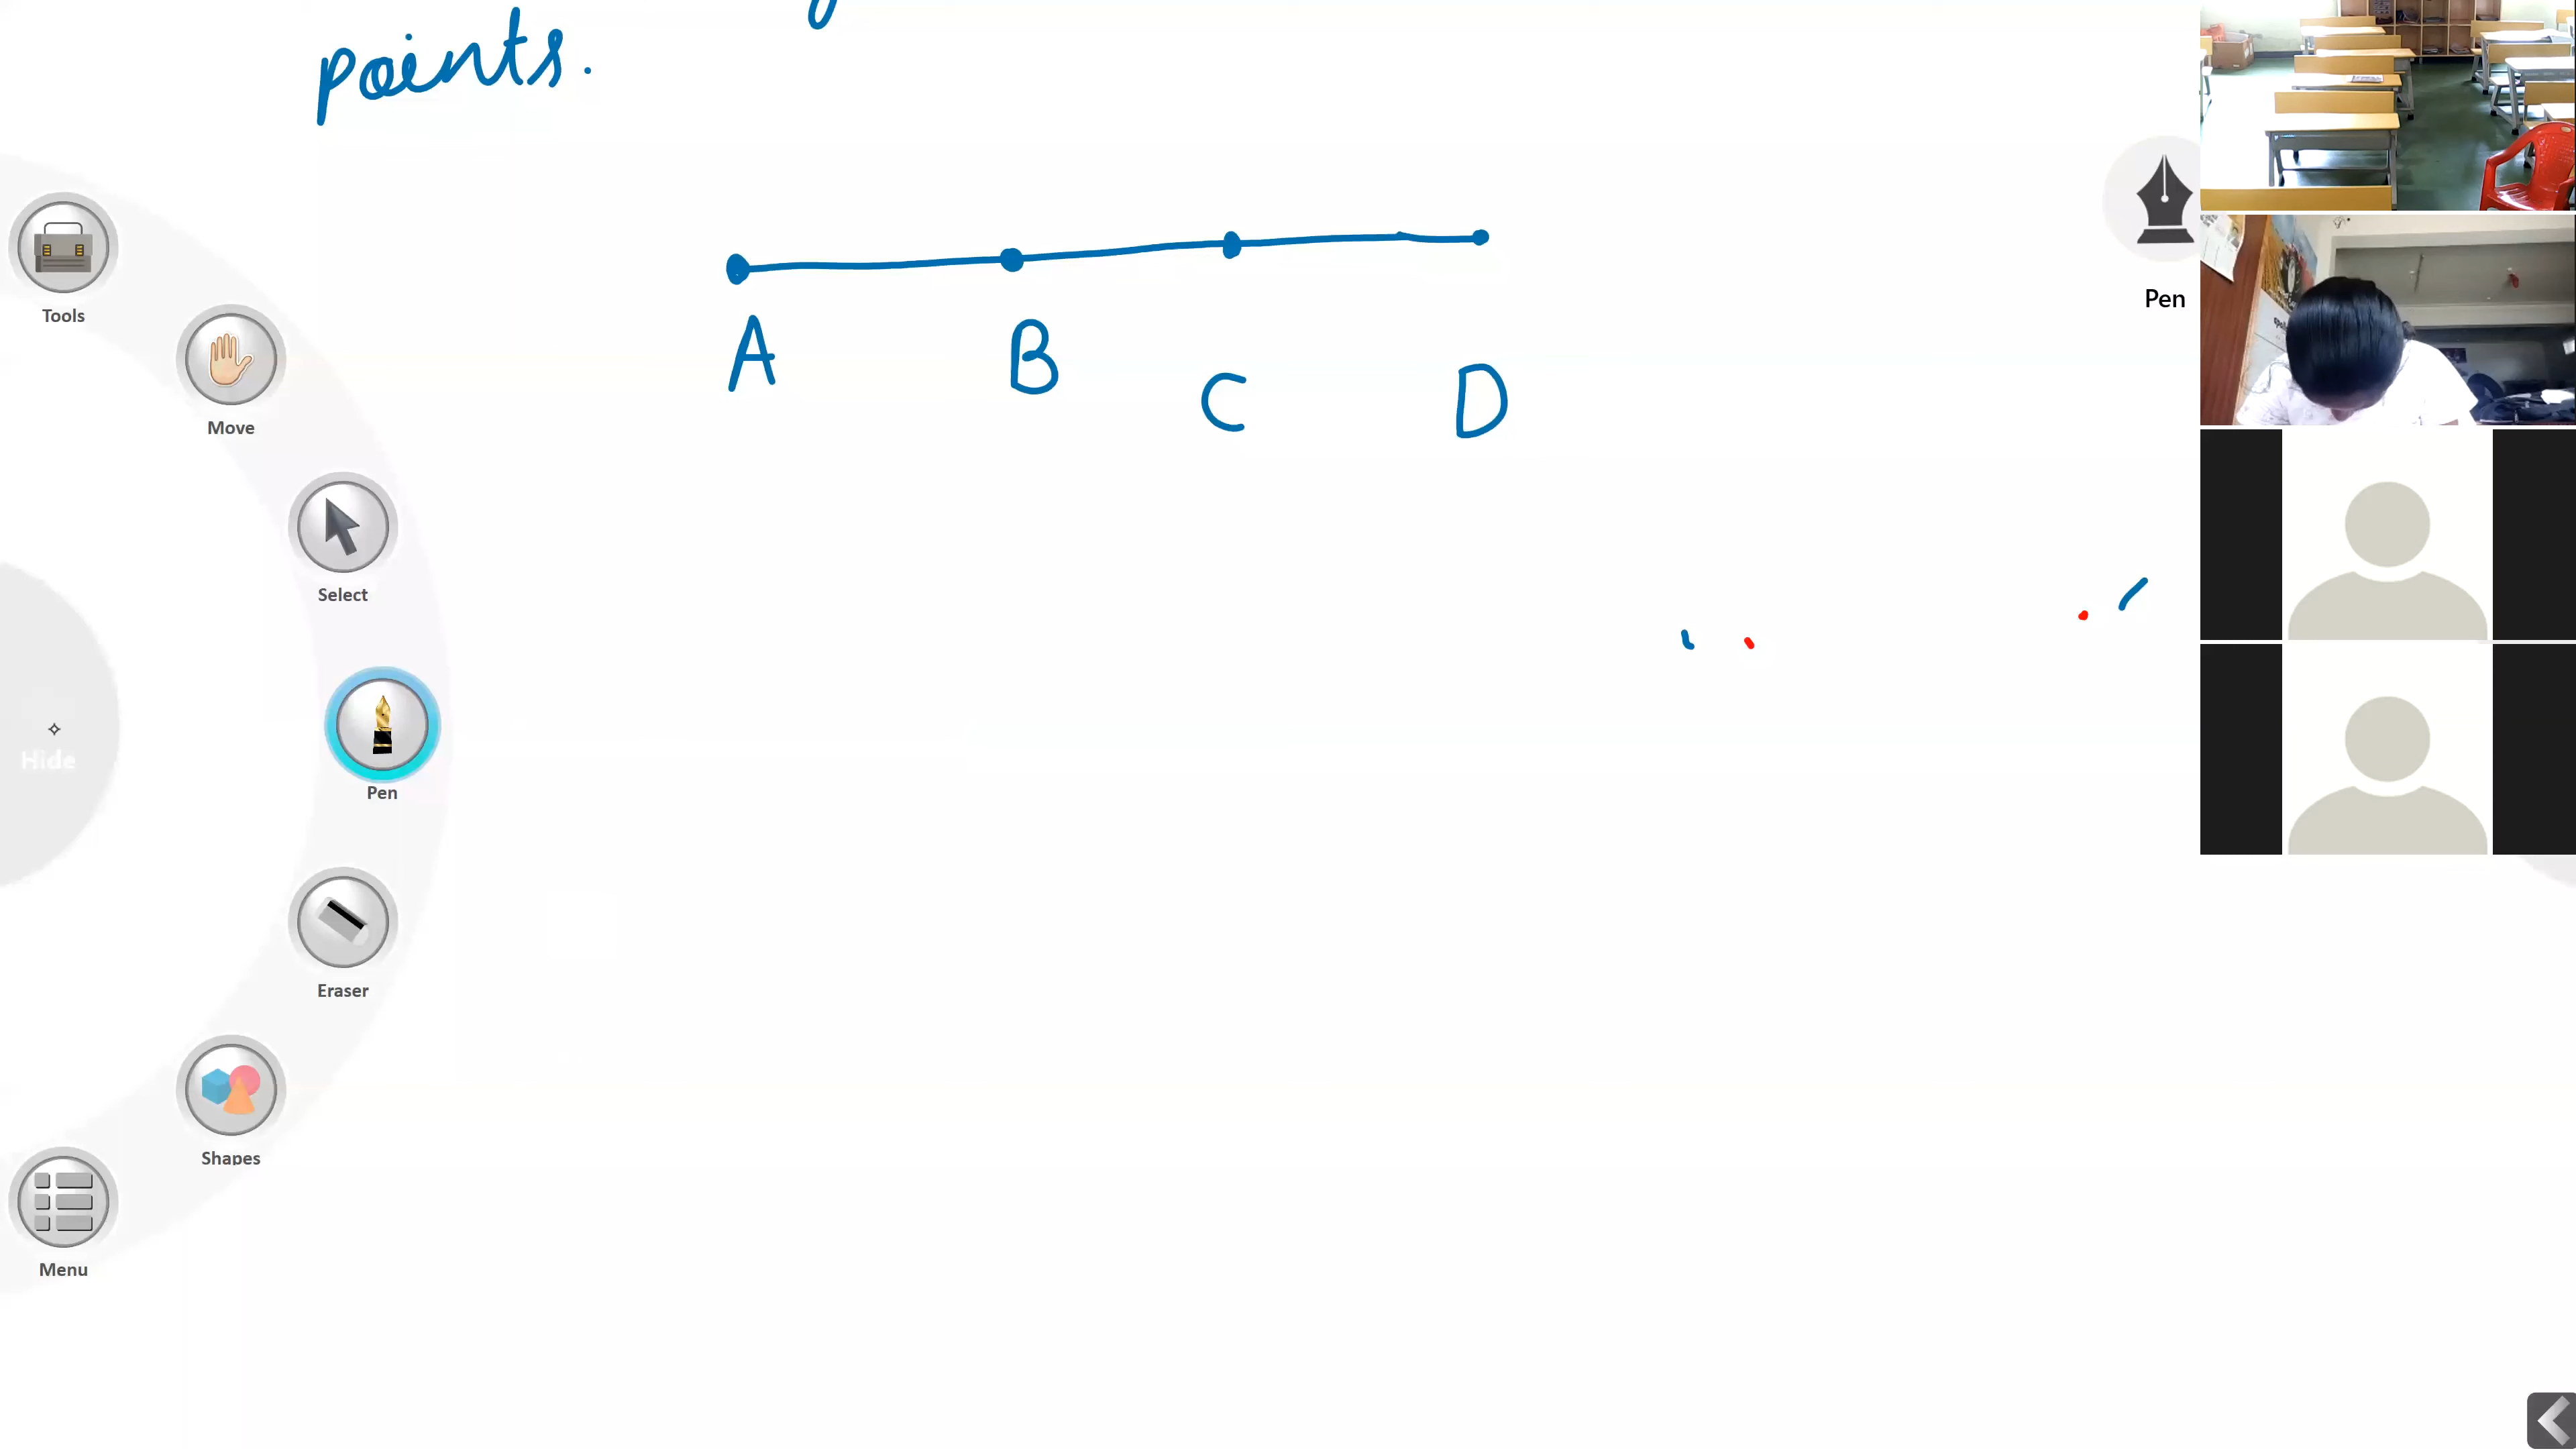 points.
A B C D
Tools
Move
Select
Pen
Eraser
Shapes
Menu
Hide
Pen